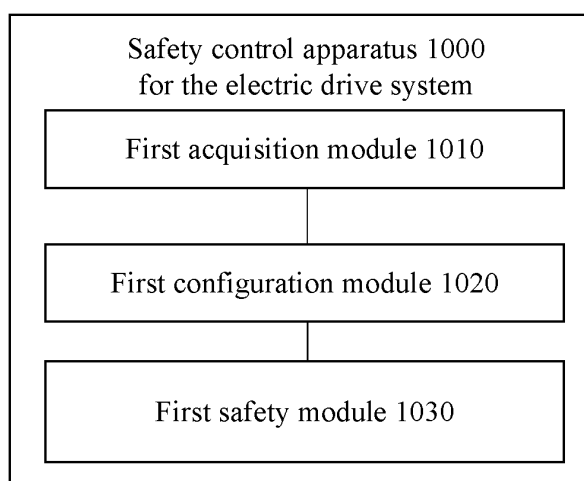 Safety control apparatus 1000
for the electric drive system
First acquisition module 1010
First configuration module 1020
First safety module 1030